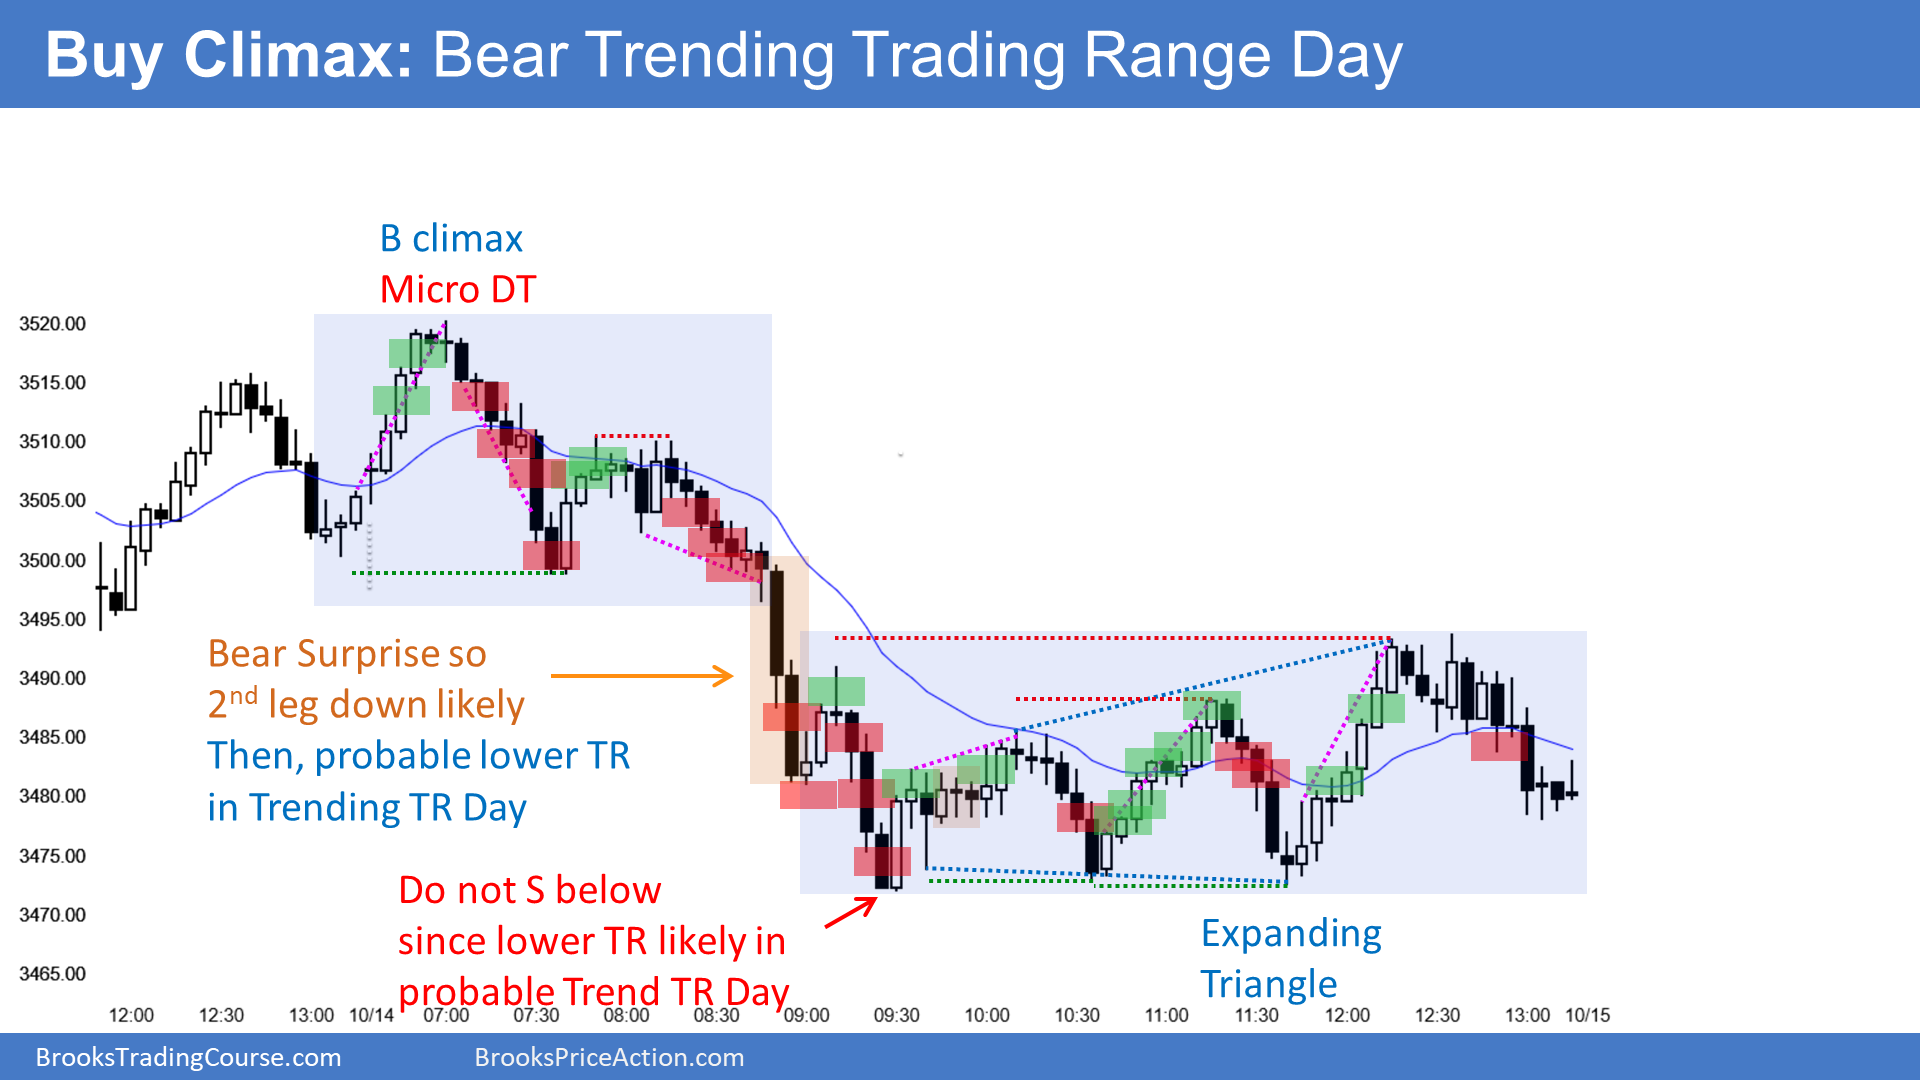 Buy Climax: Bear Trending Trading Range Day
B climax
Micro DT
3520.00
3515.00
3510.00
3505.00
3500.00
3495.00
3490.00
3485.00
3480.00
3475.00
3470.00
3465.00
Bear Surprise so
2nd leg down likely
Then, probable lower TR
in Trending TR Day
Do not S below
since lower TR likely in
probable Trend TR Day
Expanding
Triangle
12:00 12:30 13:00 10/14 07:00 07:30 08:00 08:30 09:00 09:30 10:00 10:30 11:00 11:30 12:00 12:30 13:00 10/15
BrooksTradingCourse.com BrooksPriceAction.com